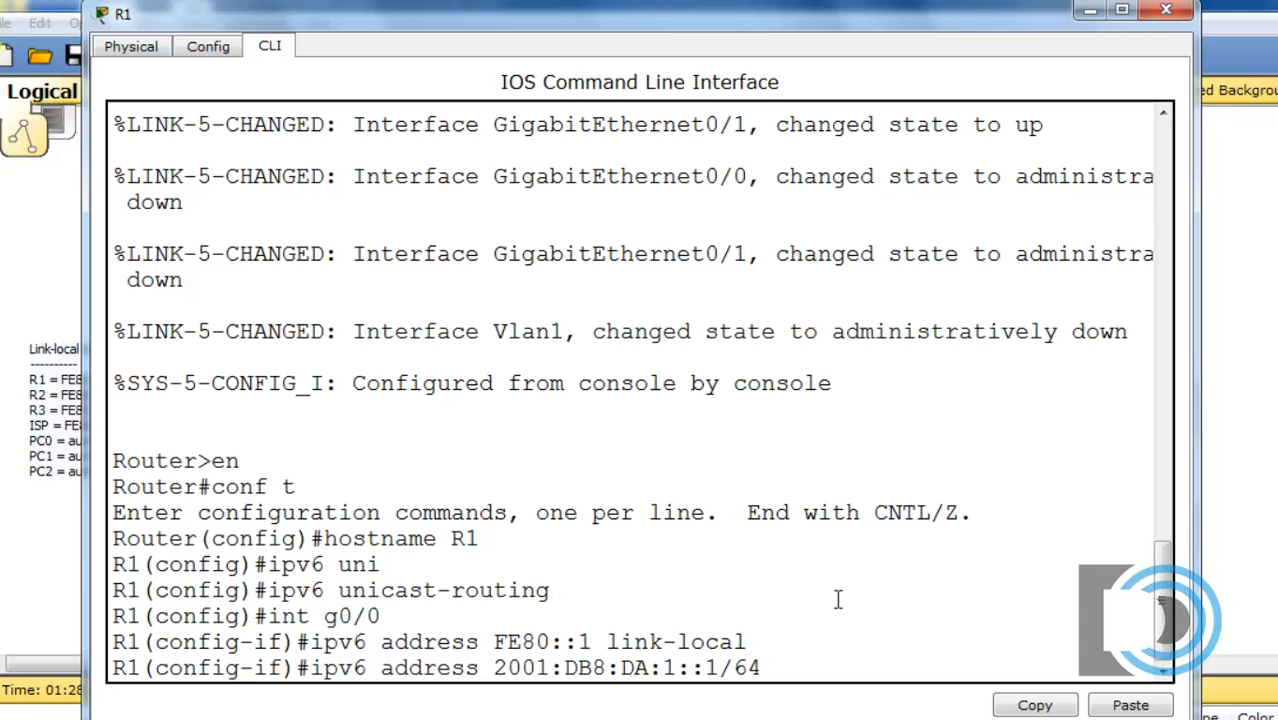 R1
Edit
Physical
Config
CLI
IOS Command Line Interface
Logical
ed Backgrou
%LINK-5-CHANGED: Interface GigabitEthernet0/1, changed state to up
%LINK-5-CHANGED: Interface GigabitEthernet0/0, changed state to administra
down
%LINK-5-CHANGED: Interface GigabitEthernet0/1, changed state to administra
down
%LINK-5-CHANGED: Interface Vlan1, changed state to administratively down
%SYS-5-CONFIG_I: Configured from console by console
Link-local
----------
R1 = FE8
R2 = FE8
R3 = FE8
ISP = FE8
PC0 = au
PC1 = au
PC2 = au
Router>en
Router#conf t
Enter configuration commands, one per line.  End with CNTL/Z.
Router(config)#hostname R1
R1(config)#ipv6 uni
R1(config)#ipv6 unicast-routing
R1(config)#int g0/0
R1(config-if)#ipv6 address FE80::1 link-local
R1(config-if)#ipv6 address 2001:DB8:DA:1::1/64
Time: 01:28
Copy
Paste